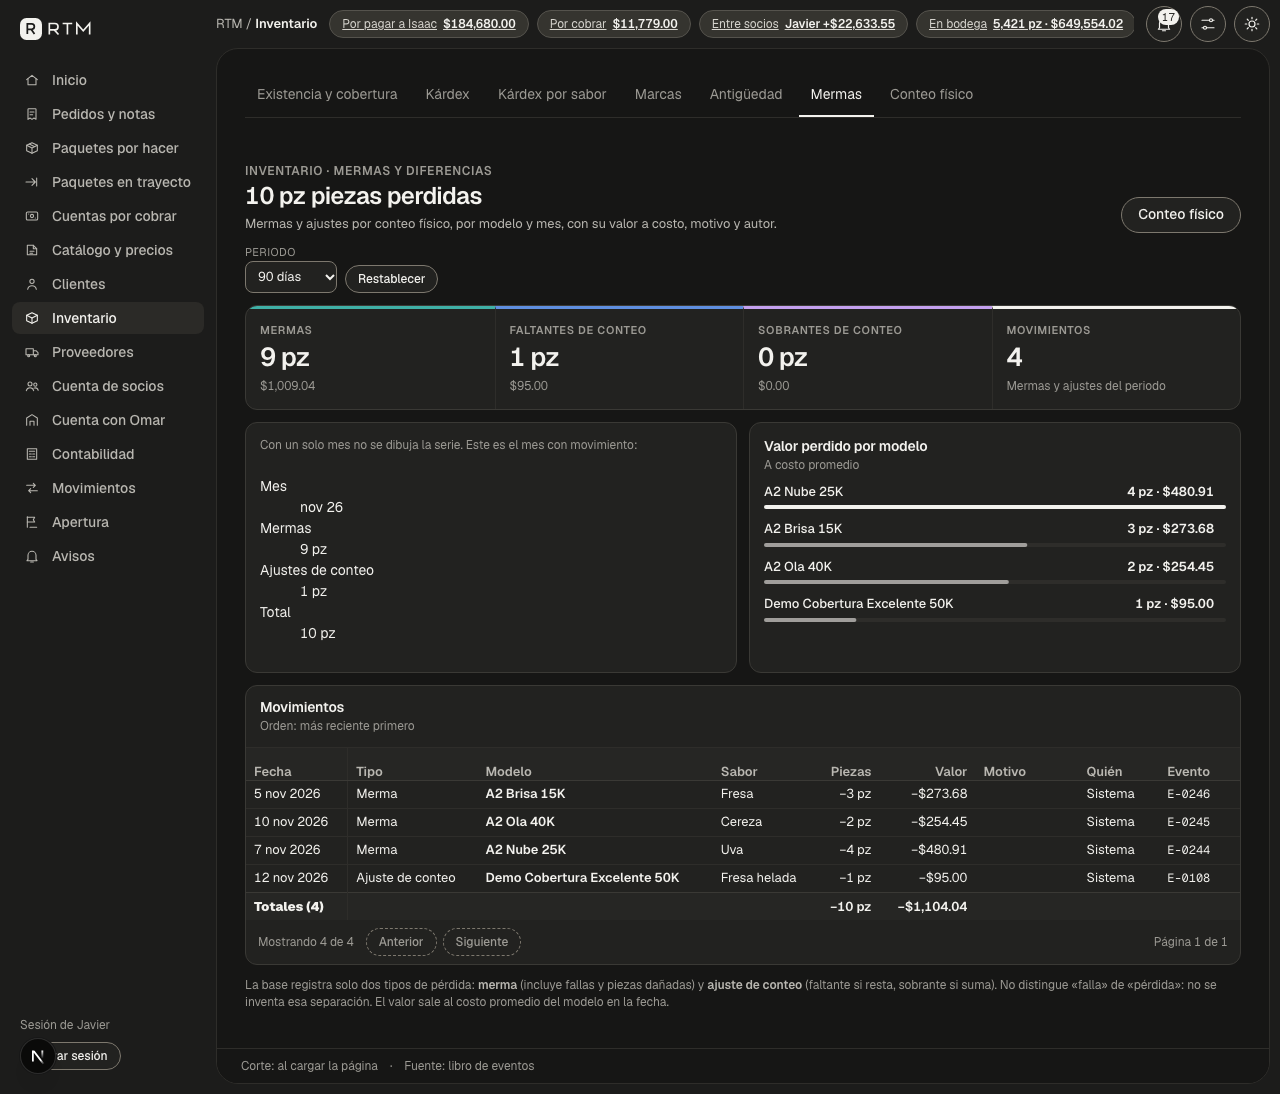 R RTM
RTM / Inventario
Por pagar a Isaac $184,680.00
Por cobrar $11,779.00
Entre socios Javier +$22,633.55
En bodega 5,421 pz · $649,554.02
17
Inicio
Pedidos y notas
Paquetes por hacer
Paquetes en trayecto
Cuentas por cobrar
Catálogo y precios
Clientes
Inventario
Proveedores
Cuenta de socios
Cuenta con Omar
Contabilidad
Movimientos
Apertura
Avisos
Sesión de Javier
N
ar sesión
Existencia y cobertura Kárdex Kárdex por sabor Marcas Antigüedad Mermas Conteo físico
INVENTARIO · MERMAS Y DIFERENCIAS
10 pz piezas perdidas
Mermas y ajustes por conteo físico, por modelo y mes, con su valor a costo, motivo y autor.
Conteo físico
PERIODO
90 días Restablecer
MERMAS
9 pz
$1,009.04
FALTANTES DE CONTEO
1 pz
$95.00
SOBRANTES DE CONTEO
0 pz
$0.00
MOVIMIENTOS
4
Mermas y ajustes del periodo
Con un solo mes no se dibuja la serie. Este es el mes con movimiento:
Mes
nov 26
Mermas
9 pz
Ajustes de conteo
1 pz
Total
10 pz
Valor perdido por modelo
A costo promedio
A2 Nube 25K 4 pz · $480.91
A2 Brisa 15K 3 pz · $273.68
A2 Ola 40K 2 pz · $254.45
Demo Cobertura Excelente 50K 1 pz · $95.00
Movimientos
Orden: más reciente primero
Fecha Tipo Modelo Sabor Piezas Valor Motivo Quién Evento
5 nov 2026 Merma A2 Brisa 15K Fresa −3 pz −$273.68 Sistema E-0246
10 nov 2026 Merma A2 Ola 40K Cereza −2 pz −$254.45 Sistema E-0245
7 nov 2026 Merma A2 Nube 25K Uva −4 pz −$480.91 Sistema E-0244
12 nov 2026 Ajuste de conteo Demo Cobertura Excelente 50K Fresa helada −1 pz −$95.00 Sistema E-0108
Totales (4) −10 pz −$1,104.04
Mostrando 4 de 4 Anterior Siguiente Página 1 de 1
La base registra solo dos tipos de pérdida: merma (incluye fallas y piezas dañadas) y ajuste de conteo (faltante si resta, sobrante si suma). No distingue «falla» de «pérdida»: no se
inventa esa separación. El valor sale al costo promedio del modelo en la fecha.
Corte: al cargar la página · Fuente: libro de eventos